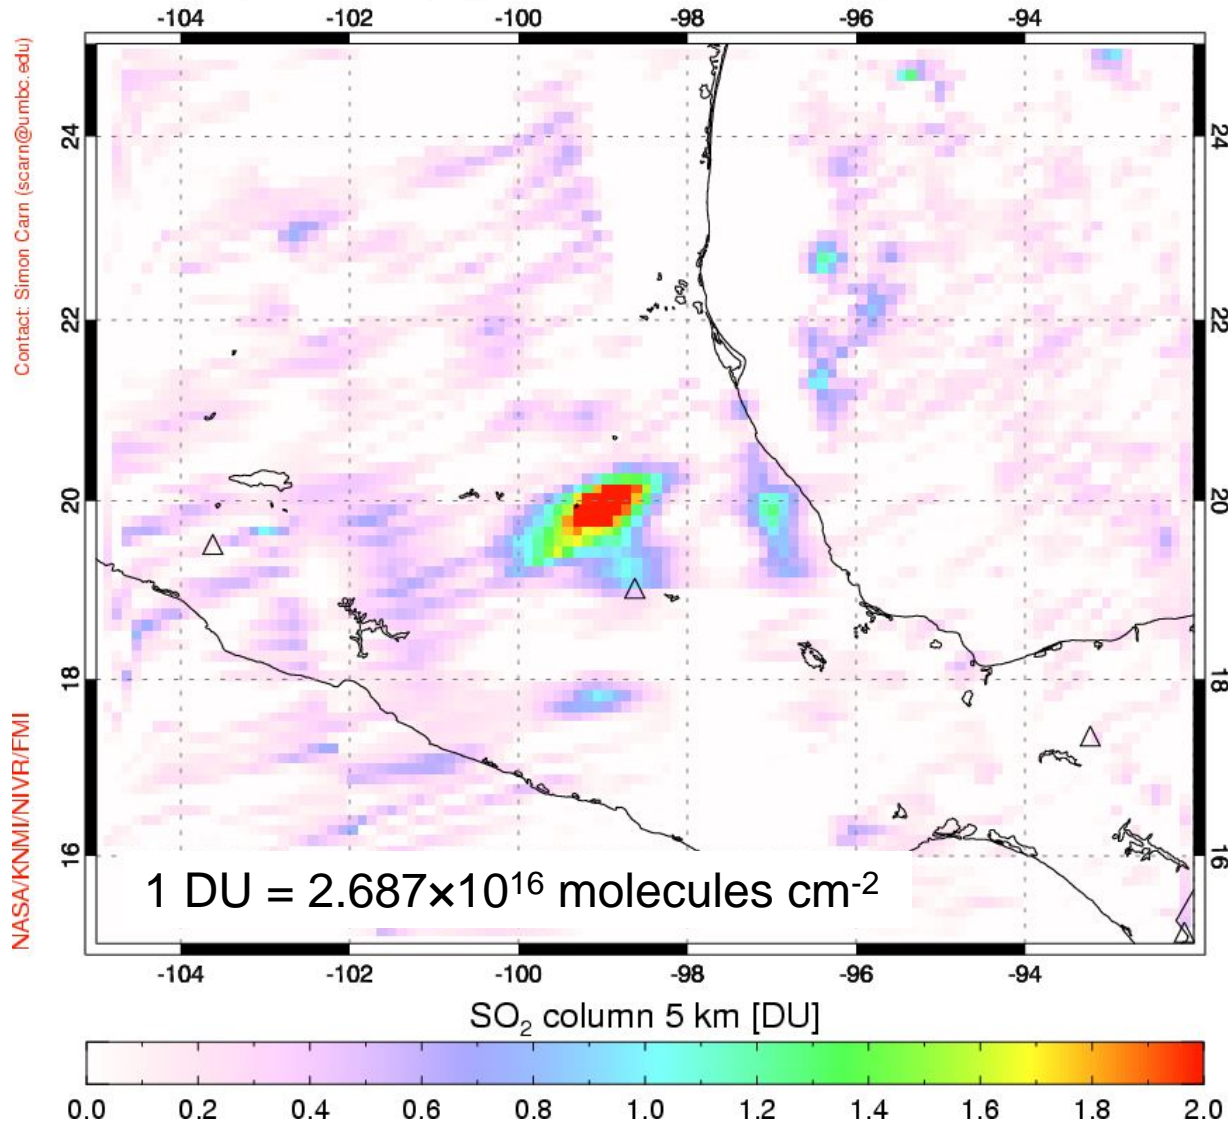 -104 -102 -100 -98 -96 -94
Contact: Simon Carn (scarn@umbc.edu)
NASA/KNMI/NIVR/FMI
24 24
22 22
20 20
18 18
16 16
1 DU = 2.687×10¹⁶ molecules cm⁻²
-104 -102 -100 -98 -96 -94
SO₂ column 5 km [DU]
0.0 0.2 0.4 0.6 0.8 1.0 1.2 1.4 1.6 1.8 2.0